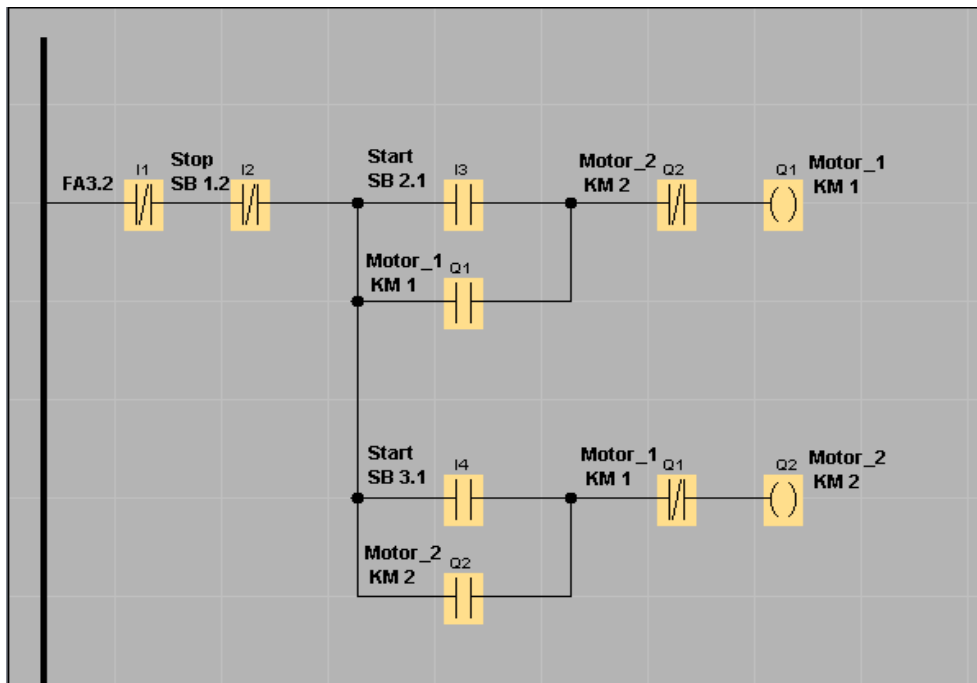 FA3.2
I1
Stop
SB 1.2
I2
Start
SB 2.1
I3
Motor_2
KM 2
Q2
Q1
Motor_1
KM 1
Motor_1
KM 1
Q1
Start
SB 3.1
I4
Motor_1
KM 1
Q1
Q2
Motor_2
KM 2
Motor_2
KM 2
Q2